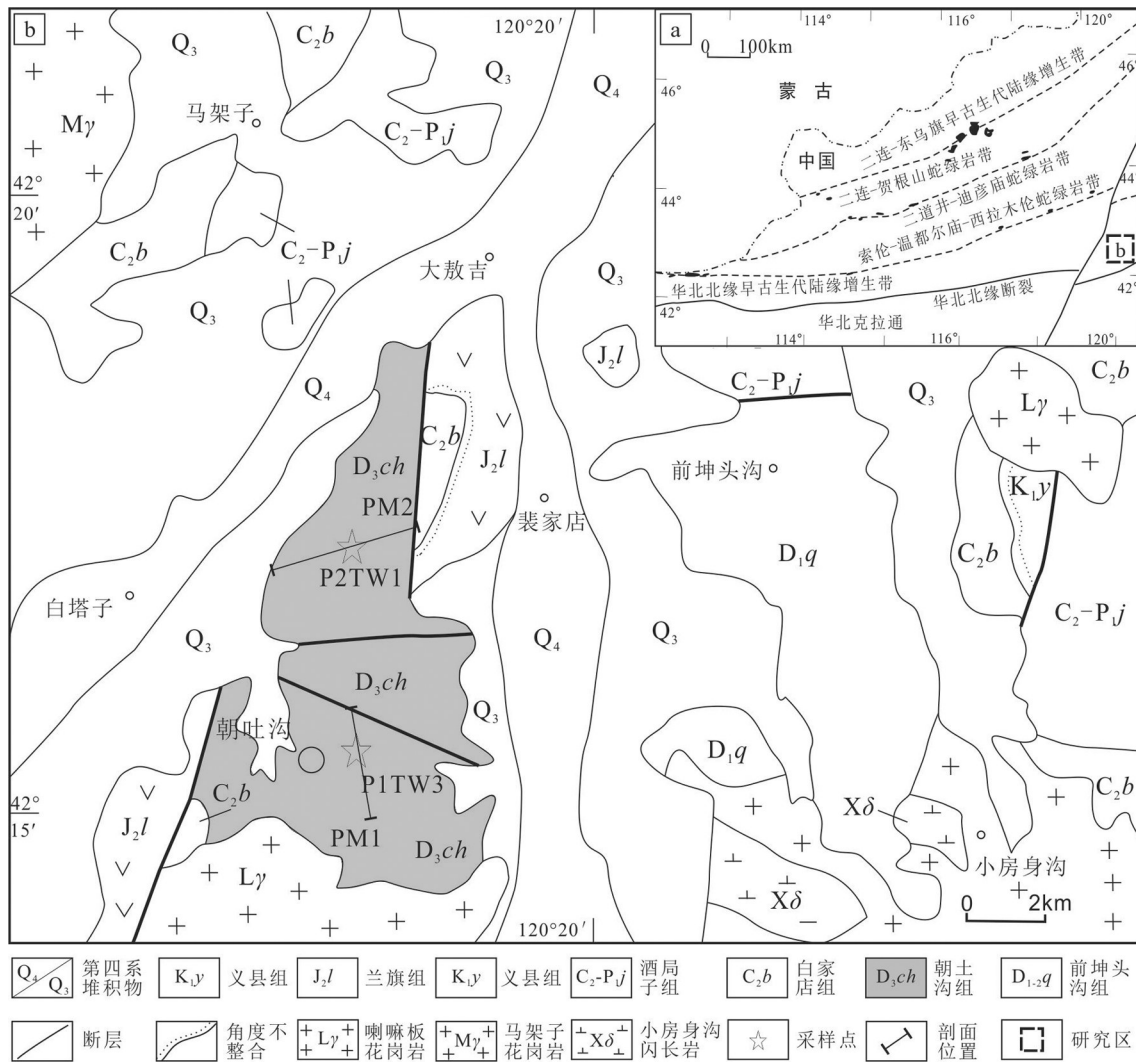 b
Q₃
C₂b
120°20′
Q₃
Q₄
马架子
Mγ
C₂-P₁j
42°
20′
C₂-P₁j
C₂b
大敖吉
Q₃
Q₃
J₂l
Q₄
C₂b
D₃ch
J₂l
PM2
裴家店
P2TW1
白塔子
Q₃
Q₄
Q₃
D₃ch
Q₃
朝吐沟
P1TW3
C₂b
42°
15′
J₂l
PM1
D₃ch
Lγ
120°20′
a
0 100km
114°
116°
120°
46°
蒙 古
中国
二连-东乌旗早古生代陆缘增生带
二连-贺根山蛇绿岩带
二道井-迪彦庙蛇绿岩带
索伦-温都尔庙-西拉木伦蛇绿岩带
44°
44°
b
华北北缘早古生代陆缘增生带
华北北缘断裂
42°
42°
华北克拉通
114°
116°
120°
C₂-P₁j
Q₃
Lγ
C₂b
前坤头沟
K₁y
D₁q
C₂b
C₂-P₁j
D₁q
Xδ
C₂b
小房身沟
Xδ
0 2km
Q₄
Q₃
第四系
堆积物
K₁y
义县组
J₂l
兰旗组
K₁y
义县组
C₂-P₁j
酒局
子组
C₂b
白家
店组
D₃ch
朝土
沟组
D₁₋₂q
前坤头
沟组
断层
角度不
整合
Lγ
喇嘛板
花岗岩
Mγ
马架子
花岗岩
Xδ
小房身沟
闪长岩
采样点
剖面
位置
研究区